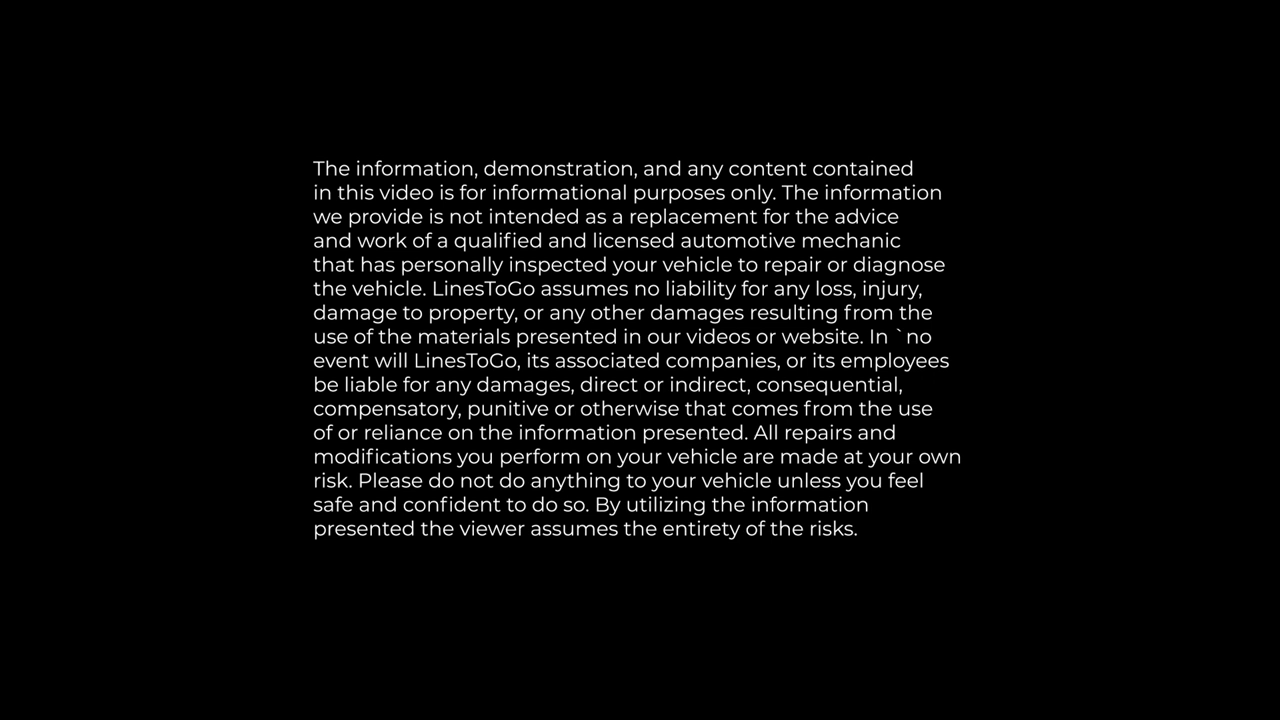 The information, demonstration, and any content contained
in this video is for informational purposes only. The information
we provide is not intended as a replacement for the advice
and work of a qualified and licensed automotive mechanic
that has personally inspected your vehicle to repair or diagnose
the vehicle. LinesToGo assumes no liability for any loss, injury,
damage to property, or any other damages resulting from the
use of the materials presented in our videos or website. In `no
event will LinesToGo, its associated companies, or its employees
be liable for any damages, direct or indirect, consequential,
compensatory, punitive or otherwise that comes from the use
of or reliance on the information presented. All repairs and
modifications you perform on your vehicle are made at your own
risk. Please do not do anything to your vehicle unless you feel
safe and confident to do so. By utilizing the information
presented the viewer assumes the entirety of the risks.